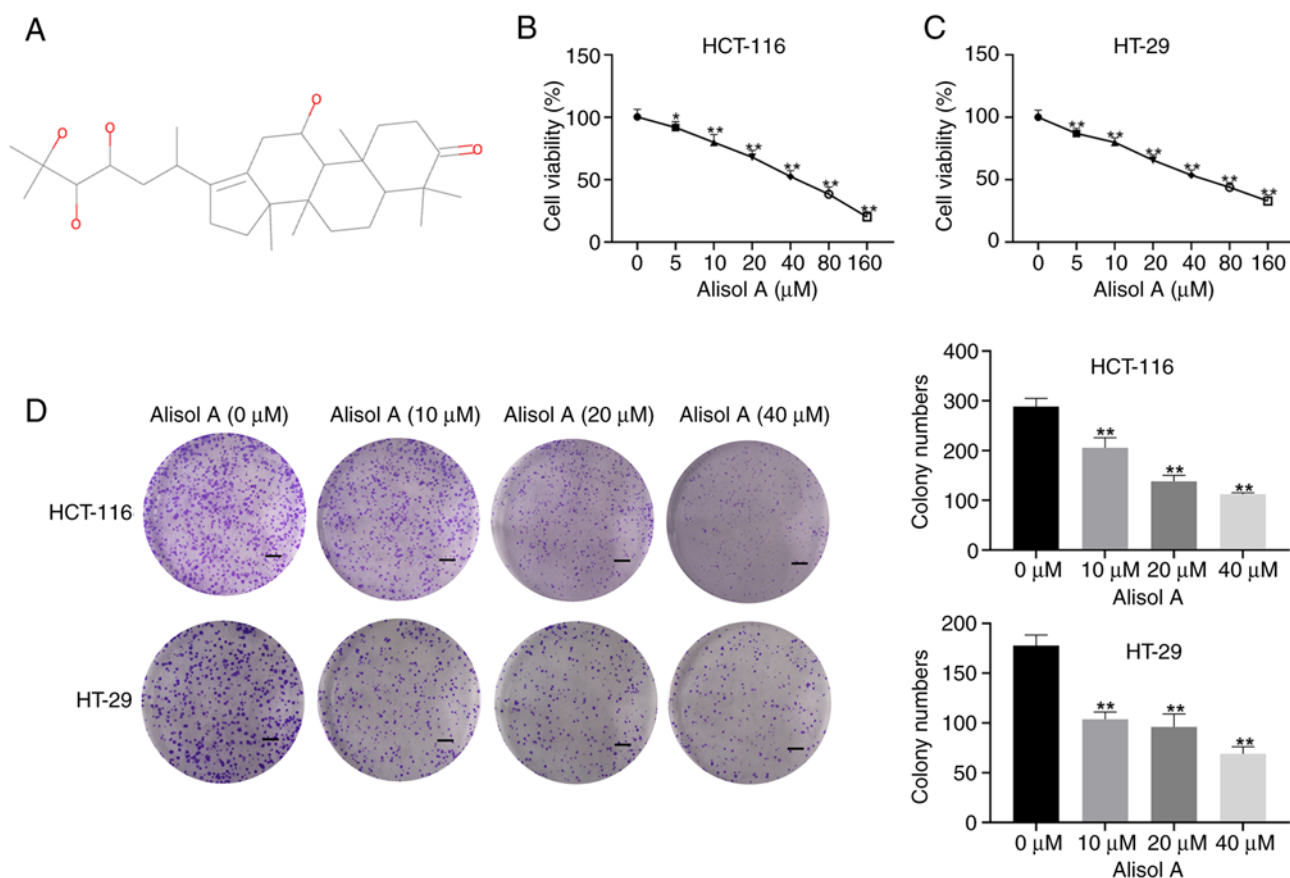 A
O
O
O
O
O
B
HCT-116
Cell viability (%)
150
100
50
0
*
**
**
**
**
**
0 5 10 20 40 80 160
Alisol A (μM)
C
HT-29
Cell viability (%)
150
100
50
0
**
**
**
**
**
**
0 5 10 20 40 80 160
Alisol A (μM)
D
Alisol A (0 μM) Alisol A (10 μM) Alisol A (20 μM) Alisol A (40 μM)
HCT-116
HT-29
HCT-116
Colony numbers
400
300
200
100
0
**
**
**
0 μM 10 μM 20 μM 40 μM
Alisol A
HT-29
Colony numbers
200
150
100
50
0
**
**
**
0 μM 10 μM 20 μM 40 μM
Alisol A